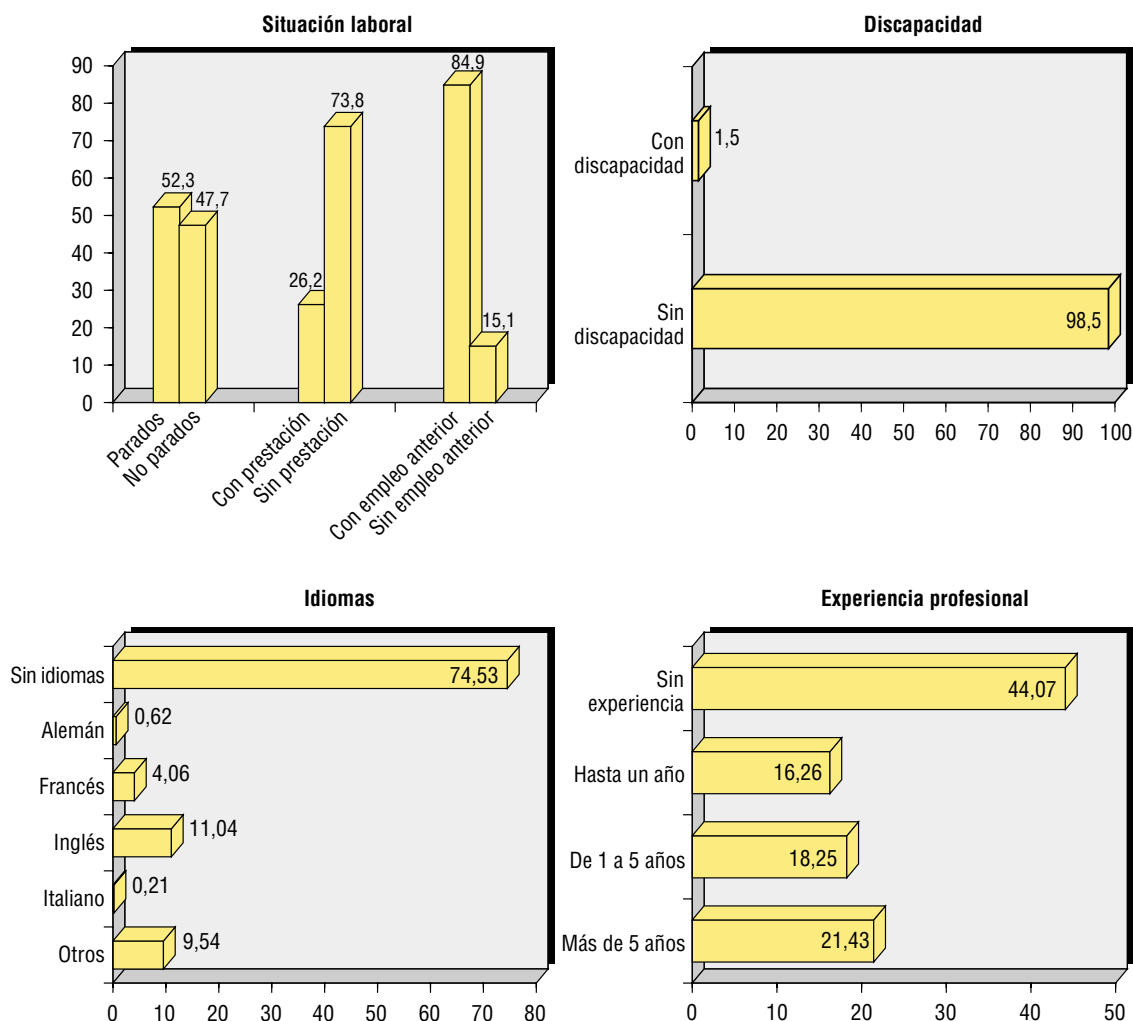 Situación laboral
90
80
70
60
50
40
30
20
10
0
52,3
47,7
26,2
73,8
84,9
15,1
Parados
No parados
Con prestación
Sin prestación
Con empleo anterior
Sin empleo anterior
Discapacidad
Con
discapacidad
1,5
Sin
discapacidad
98,5
0 10 20 30 40 50 60 70 80 90 100
Idiomas
Sin idiomas 74,53
Alemán 0,62
Francés 4,06
Inglés 11,04
Italiano 0,21
Otros 9,54
0 10 20 30 40 50 60 70 80
Experiencia profesional
Sin
experiencia
44,07
Hasta un año 16,26
De 1 a 5 años 18,25
Más de 5 años 21,43
0 10 20 30 40 50